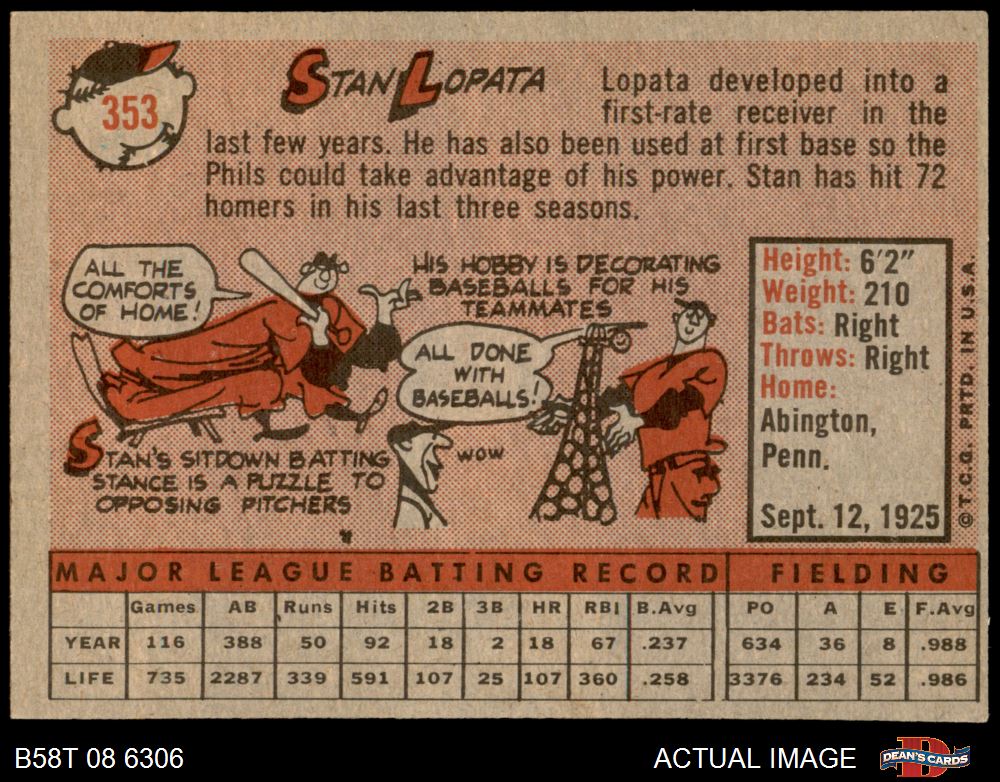 353
STAN LOPATA
Lopata developed into a
first-rate receiver in the
last few years. He has also been used at first base so the
Phils could take advantage of his power. Stan has hit 72
homers in his last three seasons.
ALL THE
COMFORTS
OF HOME!
STAN'S SITDOWN BATTING
STANCE IS A PUZZLE TO
OPPOSING PITCHERS
HIS HOBBY IS DECORATING
BASEBALLS FOR HIS
TEAMMATES
ALL DONE
WITH
BASEBALLS!
WOW
Height: 6'2"
Weight: 210
Bats: Right
Throws: Right
Home:
Abington,
Penn.
Sept. 12, 1925
© T.C.G. PRTD. IN U.S.A.
MAJOR LEAGUE BATTING RECORD FIELDING
Games AB Runs Hits 2B 3B HR RBI B.Avg PO A E F.Avg
YEAR 116 388 50 92 18 2 18 67 .237 634 36 8 .988
LIFE 735 2287 339 591 107 25 107 360 .258 3376 234 52 .986
B58T 08 6306
ACTUAL IMAGE
D
DEAN'S CARDS